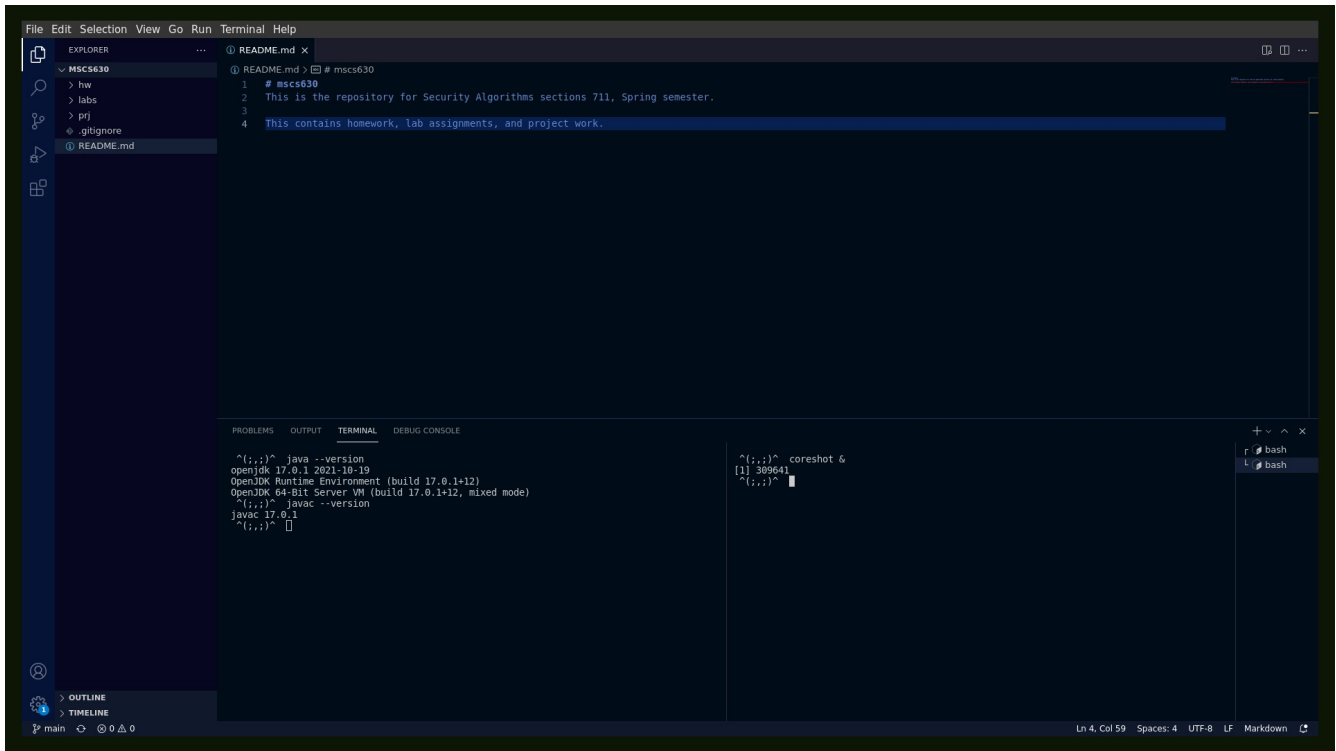 File Edit Selection View Go Run Terminal Help
EXPLORER ...
README.md
MSCS630
hw
labs
prj
.gitignore
README.md
README.md > # mscs630
1 # mscs630
2 This is the repository for Security Algorithms sections 711, Spring semester.
3
4 This contains homework, lab assignments, and project work.
PROBLEMS OUTPUT TERMINAL DEBUG CONSOLE
^(;,;)^ java --version
openjdk 17.0.1 2021-10-19
OpenJDK Runtime Environment (build 17.0.1+12)
OpenJDK 64-Bit Server VM (build 17.0.1+12, mixed mode)
^(;,;)^ javac --version
javac 17.0.1
^(;,;)^
^(;,;)^ coreshot &
[1] 309641
^(;,;)^
bash
bash
1
OUTLINE
TIMELINE
main 0 0
Ln 4, Col 59 Spaces: 4 UTF-8 LF Markdown